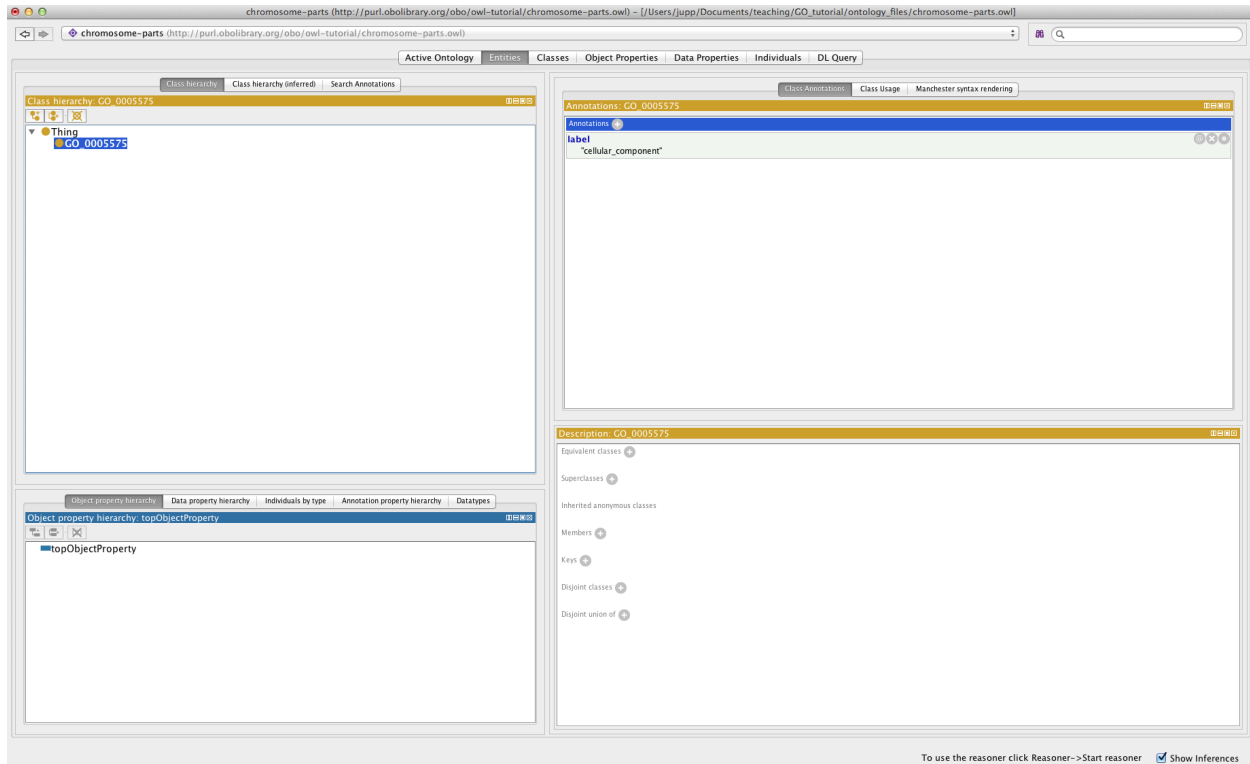 chromosome-parts (http://purl.obolibrary.org/obo/owl-tutorial/chromosome-parts.owl) - [/Users/jupp/Documents/teaching/GO_tutorial/ontology_files/chromosome-parts.owl]
chromosome-parts (http://purl.obolibrary.org/obo/owl-tutorial/chromosome-parts.owl)
Active Ontology Entities Classes Object Properties Data Properties Individuals DL Query
Class hierarchy Class hierarchy (inferred) Search Annotations
Class hierarchy: GO_0005575
Thing
GO_0005575
Object property hierarchy Data property hierarchy Individuals by type Annotation property hierarchy Datatypes
Object property hierarchy: topObjectProperty
topObjectProperty
Class Annotations Class Usage Manchester syntax rendering
Annotations: GO_0005575
Annotations
label
"cellular_component"
Description: GO_0005575
Equivalent classes
Superclasses
Inherited anonymous classes
Members
Keys
Disjoint classes
Disjoint union of
To use the reasoner click Reasoner->Start reasoner Show Inferences